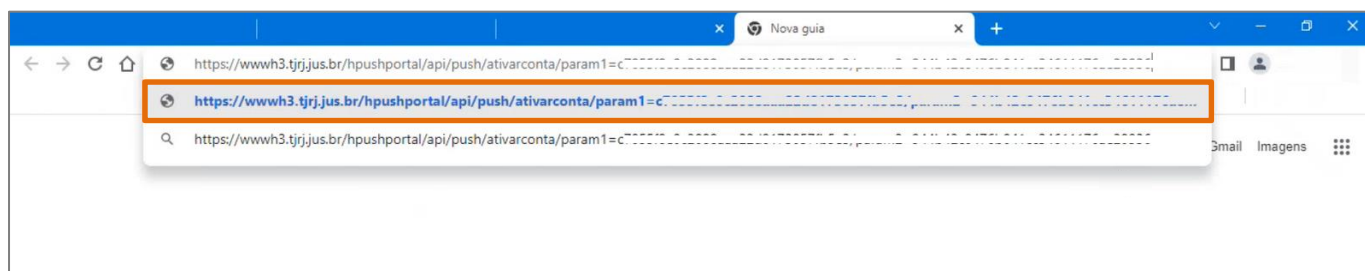 Nova guia
https://wwwh3.tjrj.jus.br/hpushportal/api/push/ativarconta/param1=c
https://wwwh3.tjrj.jus.br/hpushportal/api/push/ativarconta/param1=c
https://wwwh3.tjrj.jus.br/hpushportal/api/push/ativarconta/param1=c
Gmail Imagens